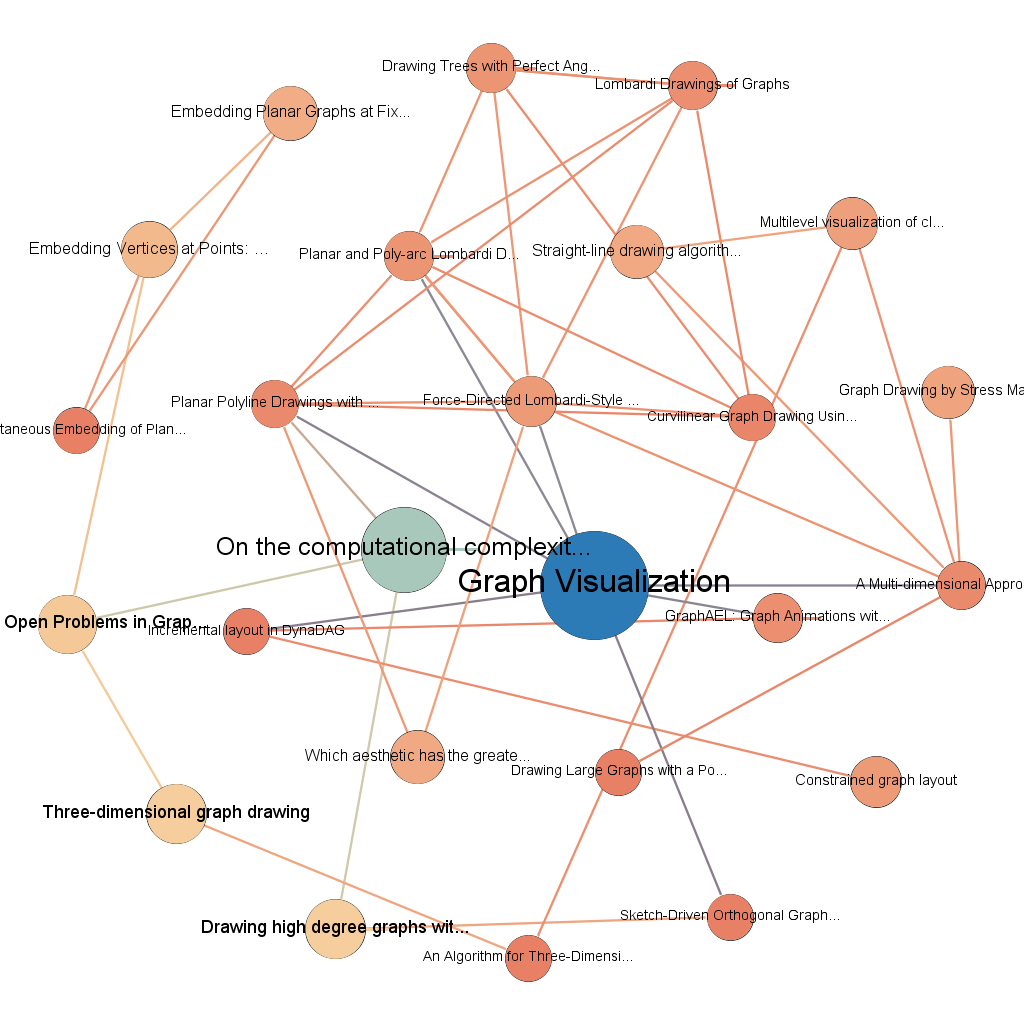 Drawing Trees with Perfect Ang...
Lombardi Drawings of Graphs
Embedding Planar Graphs at Fix...
Multilevel visualization of cl...
Embedding Vertices at Points: ...
Planar and Poly-arc Lombardi D...
Straight-line drawing algorith...
Graph Drawing by Stress Ma
Planar Polyline Drawings with ...
Force-Directed Lombardi-Style ...
Curvilinear Graph Drawing Usin...
taneous Embedding of Plan...
On the computational complexit...
Graph Visualization
A Multi-dimensional Appro
GraphAEL: Graph Animations wit...
Open Problems in Grap...
Incremental layout in DynaDAG
Which aesthetic has the greate...
Drawing Large Graphs with a Po...
Constrained graph layout
Three-dimensional graph drawing
Sketch-Driven Orthogonal Graph...
Drawing high degree graphs wit...
An Algorithm for Three-Dimensi...